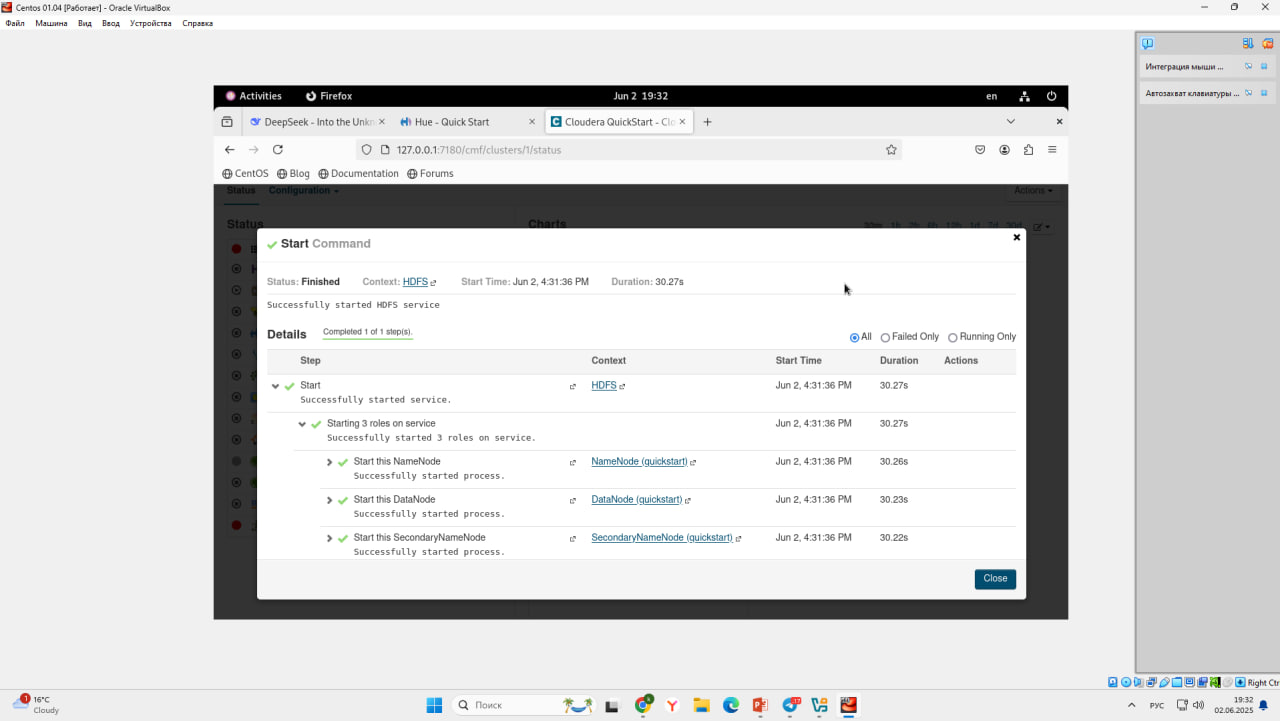 Centos 01.04 [Работает] - Oracle VirtualBox
Файл Машина Вид Ввод Устройства Справка
Интеграция мыши ...
Автозахват клавиатуры ...
Activities Firefox Jun 2 19:32 en
DeepSeek - Into the Unkn Hue - Quick Start Cloudera QuickStart - Clo
127.0.0.1:7180/cmf/clusters/1/status
CentOS Blog Documentation Forums
Status Configuration Actions
Status Charts 30m 1h 2h 6h 12h 1d 7d 30d
Start Command
Status: Finished Context: HDFS Start Time: Jun 2, 4:31:36 PM Duration: 30.27s
Successfully started HDFS service
Details Completed 1 of 1 step(s).
All Failed Only Running Only
Step Context Start Time Duration Actions
Start HDFS Jun 2, 4:31:36 PM 30.27s
Successfully started service.
Starting 3 roles on service Jun 2, 4:31:36 PM 30.27s
Successfully started 3 roles on service.
Start this NameNode NameNode (quickstart) Jun 2, 4:31:36 PM 30.26s
Successfully started process.
Start this DataNode DataNode (quickstart) Jun 2, 4:31:36 PM 30.23s
Successfully started process.
Start this SecondaryNameNode SecondaryNameNode (quickstart) Jun 2, 4:31:36 PM 30.22s
Successfully started process.
Close
Right Ctrl
1 16°C
Cloudy
Поиск
РУС
19:32
02.06.2025